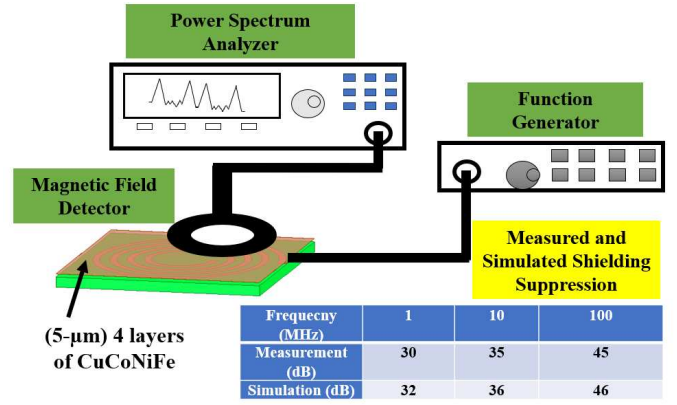 Power Spectrum
Analyzer
Function
Generator
Magnetic Field
Detector
Measured and
Simulated Shielding
Suppression
(5-μm) 4 layers
of CuCoNiFe
Frequecny 1 10 100
(MHz)
Measurement 30 35 45
(dB)
Simulation (dB) 32 36 46